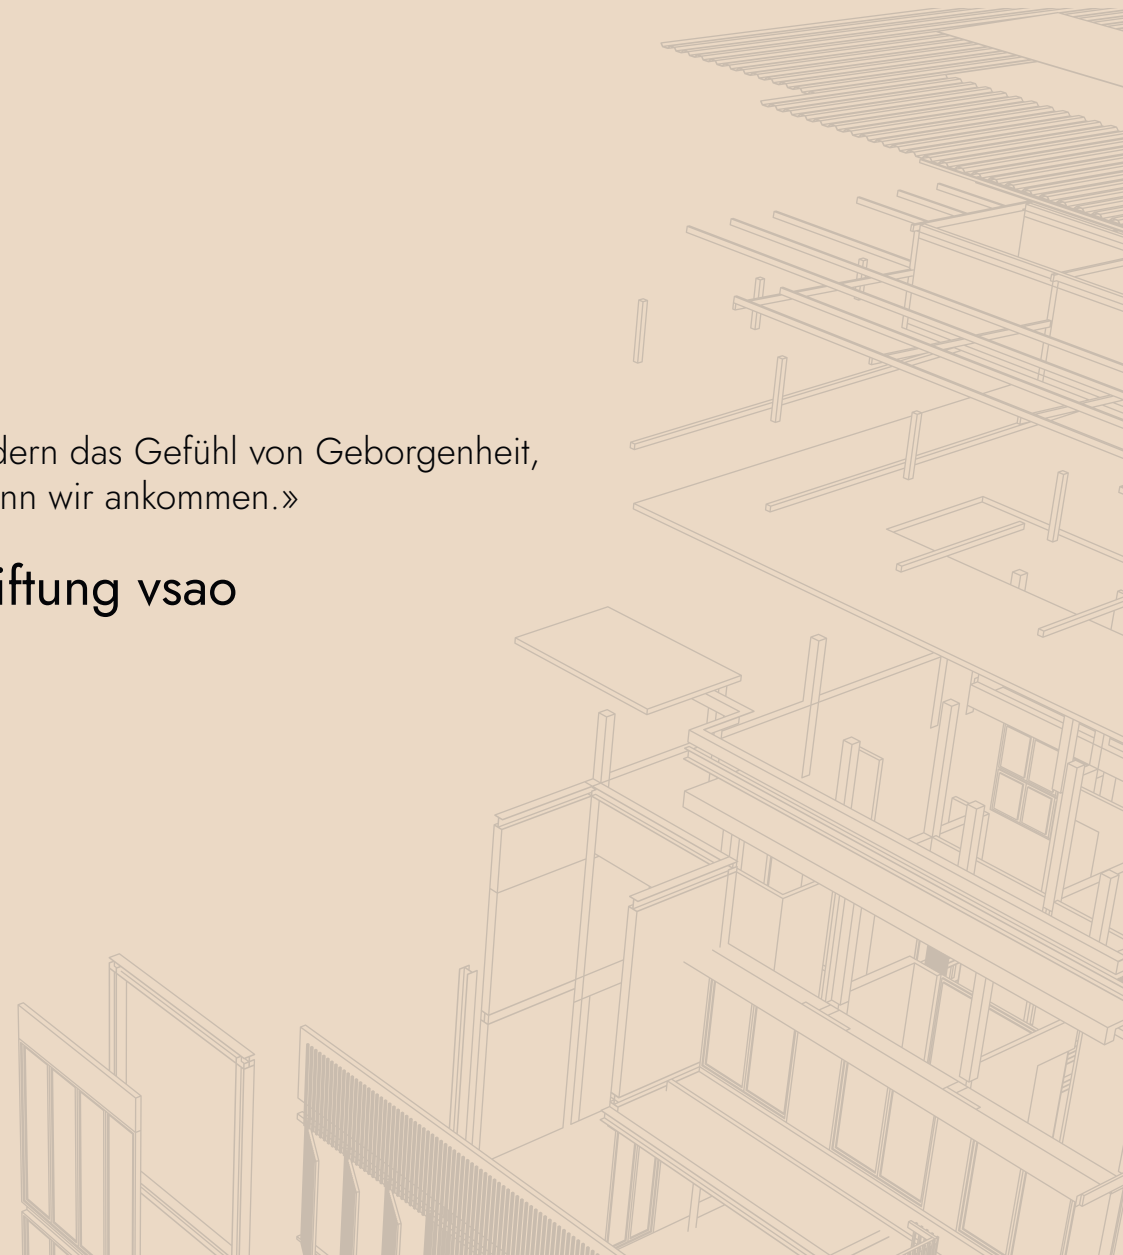 dern das Gefühl von Geborgenheit,
nn wir ankommen.»
iftung vsao